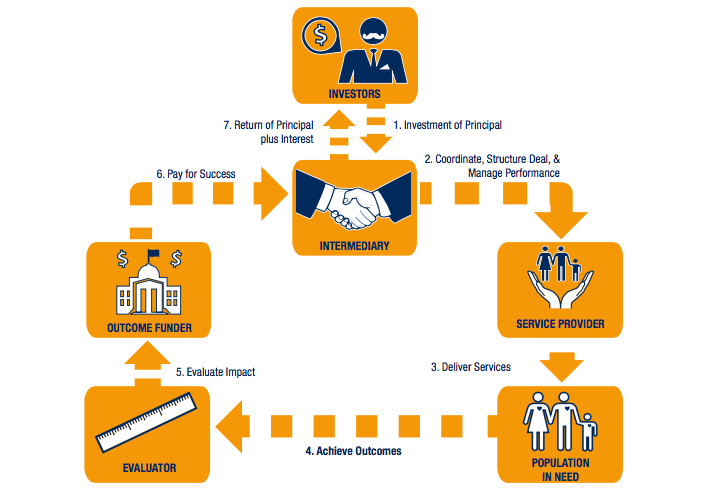 $
INVESTORS
7. Return of Principal
plus Interest
1. Investment of Principal
2. Coordinate, Structure Deal, &
Manage Performance
6. Pay for Success
INTERMEDIARY
$ $
OUTCOME FUNDER
SERVICE PROVIDER
5. Evaluate Impact
3. Deliver Services
4. Achieve Outcomes
EVALUATOR
POPULATION
IN NEED